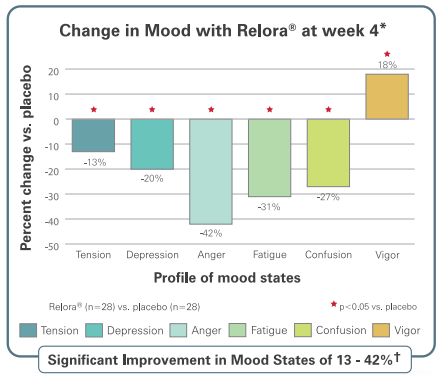 Change in Mood with Relora® at week 4*
Percent change vs. placebo
20
10
0
-10
-20
-30
-40
-50
★
-13%
★
-20%
★
-42%
★
-31%
★
-27%
★
18%
Tension Depression Anger Fatigue Confusion Vigor
Profile of mood states
Relora® (n=28) vs. placebo (n=28)
★ p<0.05 vs. placebo
Tension Depression Anger Fatigue Confusion Vigor
Significant Improvement in Mood States of 13 - 42%†